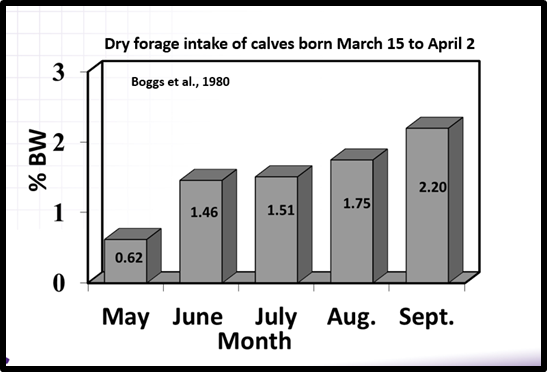 Dry forage intake of calves born March 15 to April 2
Boggs et al., 1980
3
2
1
0
% BW
0.62
1.46
1.51
1.75
2.20
May June July Aug. Sept.
Month